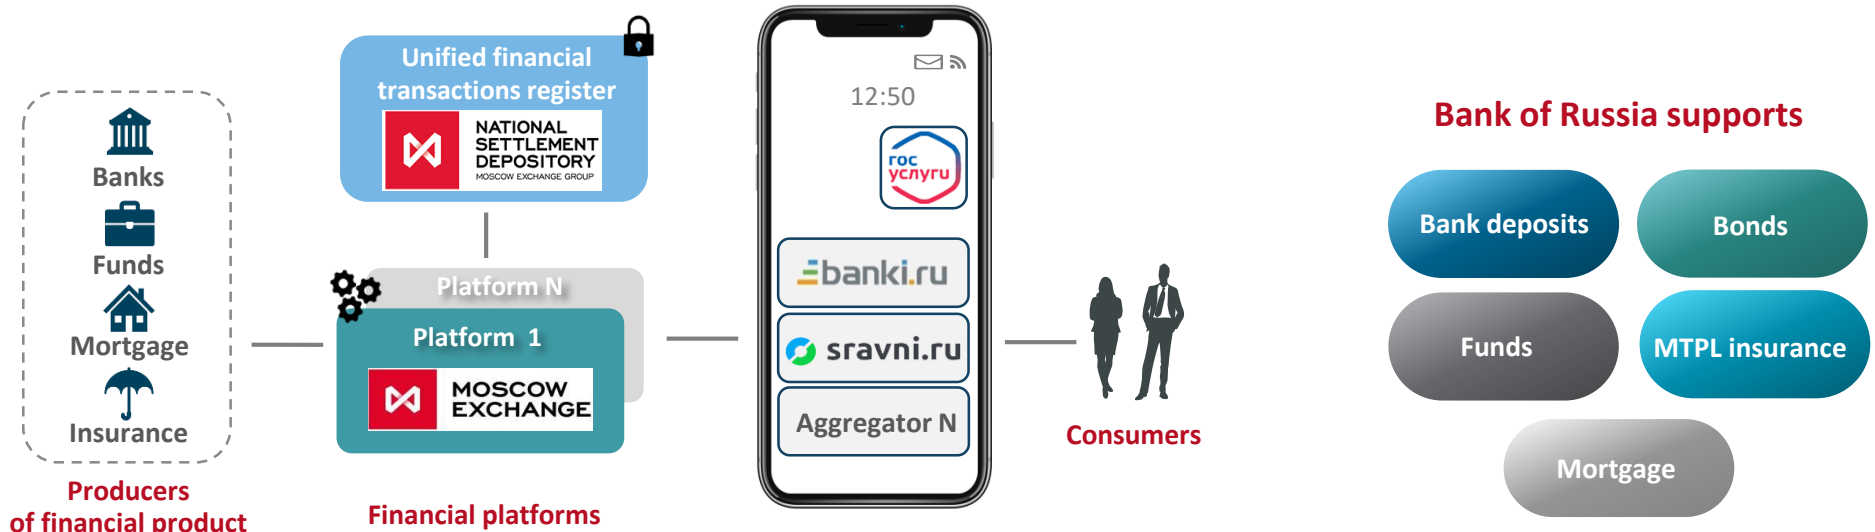 Banks
Funds
Mortgage
Insurance
Producers
of financial product
Unified financial
transactions register
NATIONAL
SETTLEMENT
DEPOSITORY
MOSCOW EXCHANGE GROUP
Platform N
Platform 1
MOSCOW
EXCHANGE
Financial platforms
12:50
гос
услуги
banki.ru
sravni.ru
Aggregator N
Consumers
Bank of Russia supports
Bank deposits
Bonds
Funds
MTPL insurance
Mortgage